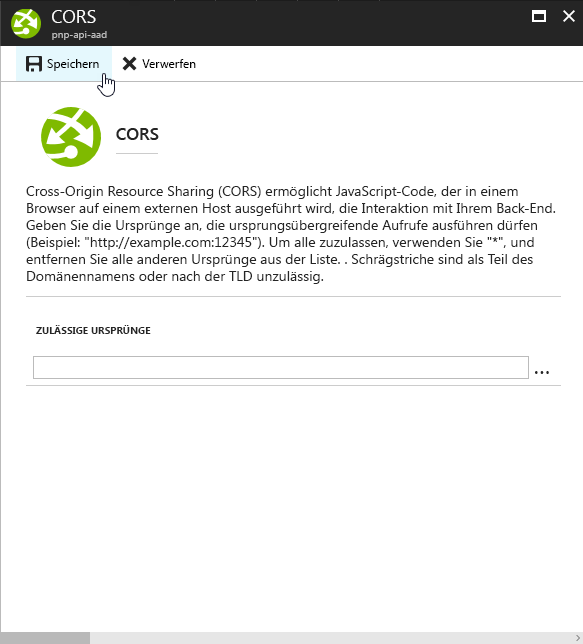 CORS
pnp-api-aad
Speichern
Verwerfen
CORS
Cross-Origin Resource Sharing (CORS) ermöglicht JavaScript-Code, der in einem
Browser auf einem externen Host ausgeführt wird, die Interaktion mit Ihrem Back-End.
Geben Sie die Ursprünge an, die ursprungsübergreifende Aufrufe ausführen dürfen
(Beispiel: "http://example.com:12345"). Um alle zuzulassen, verwenden Sie "*", und
entfernen Sie alle anderen Ursprünge aus der Liste. . Schrägstriche sind als Teil des
Domänennamens oder nach der TLD unzulässig.
ZULÄSSIGE URSPRÜNGE
...